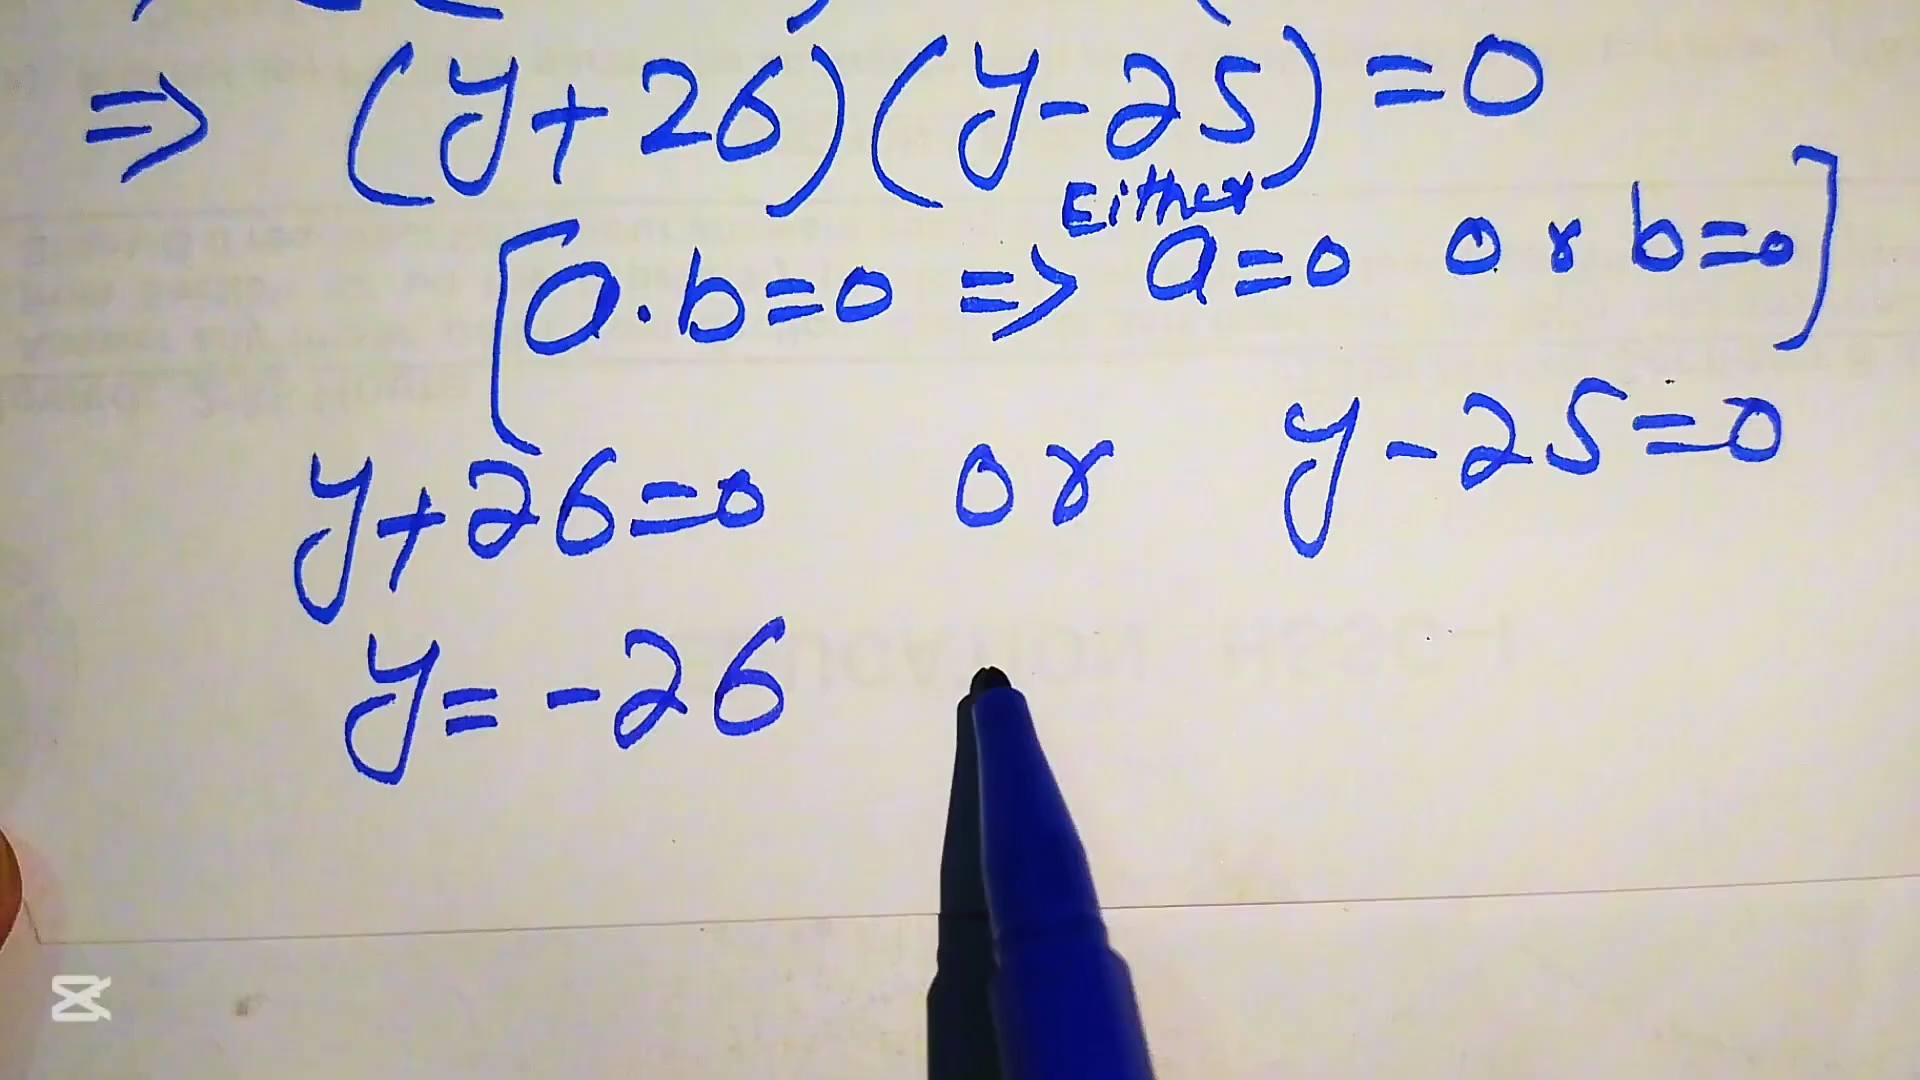 ⇒ (y+26)(y-25)=0
[a.b=0 ⇒ Either a=0 or b=0]
y+26=0 or y-25=0
y=-26